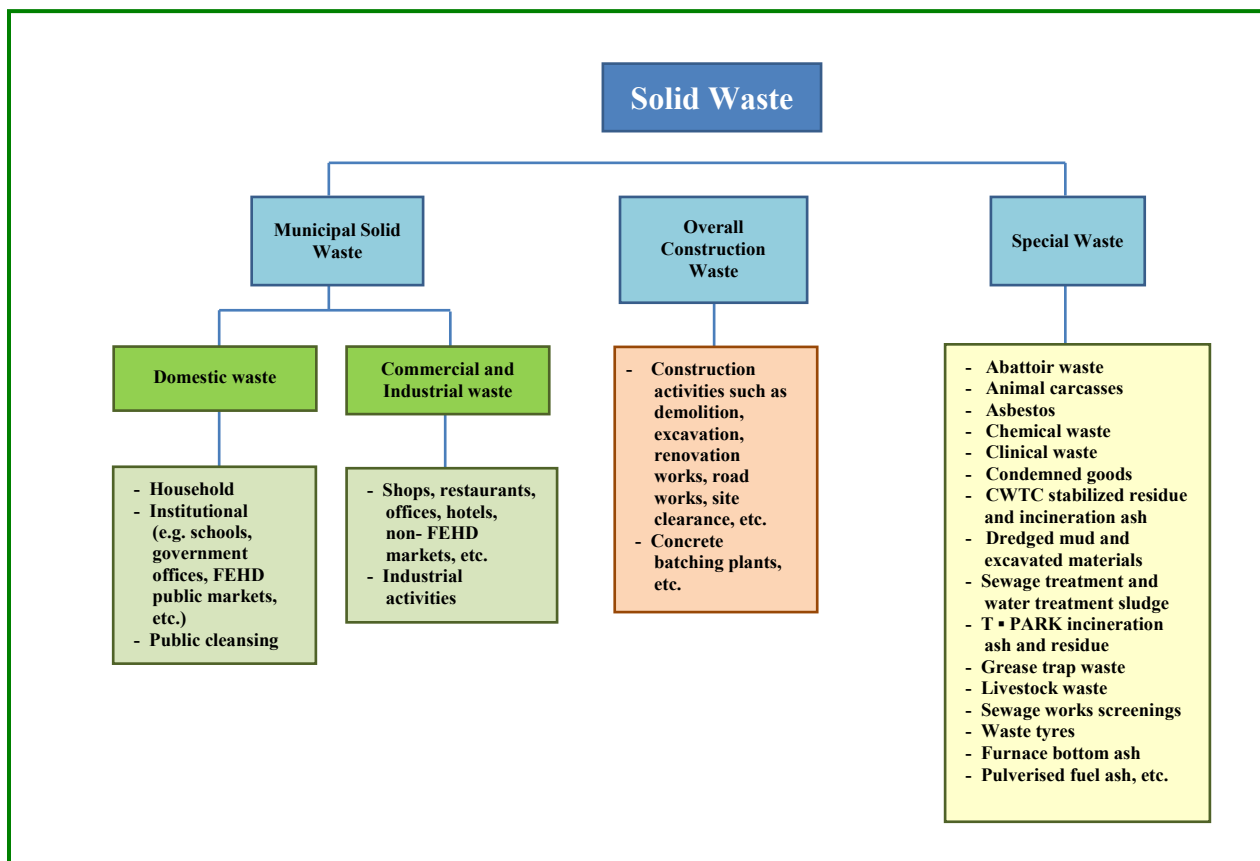 Solid Waste
Municipal Solid
Waste
Overall
Construction
Waste
Special Waste
Domestic waste
Commercial and
Industrial waste
- Household
- Institutional
(e.g. schools,
government
offices, FEHD
public markets,
etc.)
- Public cleansing
- Shops, restaurants,
offices, hotels,
non- FEHD
markets, etc.
- Industrial
activities
- Construction
activities such as
demolition,
excavation,
renovation
works, road
works, site
clearance, etc.
- Concrete
batching plants,
etc.
- Abattoir waste
- Animal carcasses
- Asbestos
- Chemical waste
- Clinical waste
- Condemned goods
- CWTC stabilized residue
and incineration ash
- Dredged mud and
excavated materials
- Sewage treatment and
water treatment sludge
- T ▪ PARK incineration
ash and residue
- Grease trap waste
- Livestock waste
- Sewage works screenings
- Waste tyres
- Furnace bottom ash
- Pulverised fuel ash, etc.